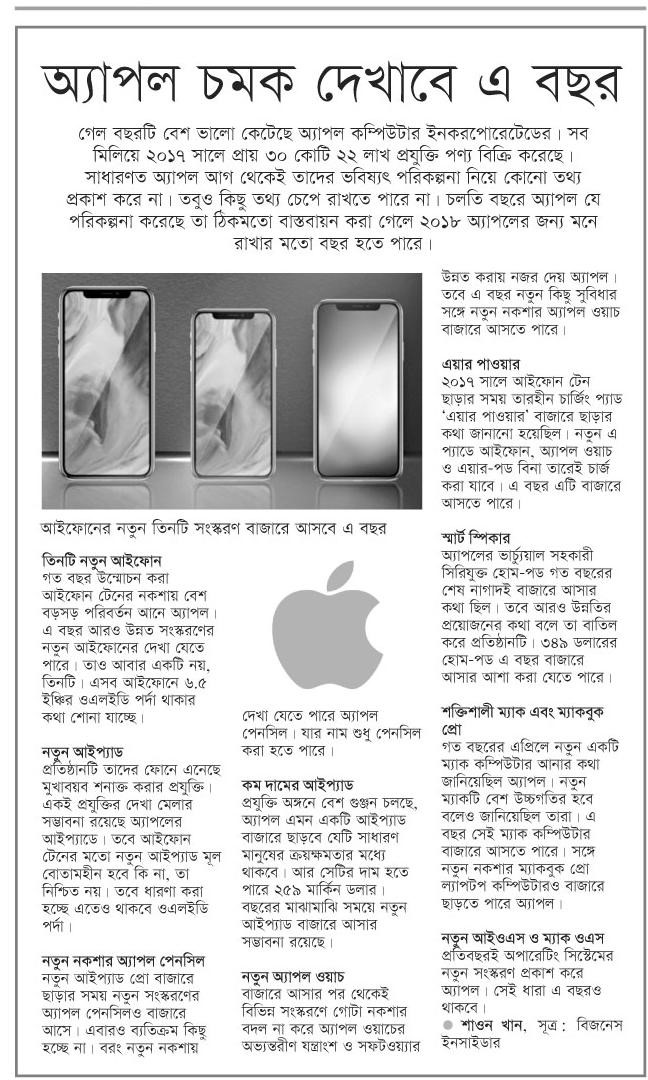 অ্যাপল চমক দেখাবে এ বছর
গেল বছরটি বেশ ভালো কেটেছে অ্যাপল কম্পিউটার ইনকরপোরেটেডের। সব
মিলিয়ে ২০১৭ সালে প্রায় ৩০ কোটি ২২ লাখ প্রযুক্তি পণ্য বিক্রি করেছে।
সাধারণত অ্যাপল আগ থেকেই তাদের ভবিষ্যৎ পরিকল্পনা নিয়ে কোনো তথ্য
প্রকাশ করে না। তবুও কিছু তথ্য চেপে রাখতে পারে না। চলতি বছরে অ্যাপল যে
পরিকল্পনা করেছে তা ঠিকমতো বাস্তবায়ন করা গেলে ২০১৮ অ্যাপলের জন্য মনে
রাখার মতো বছর হতে পারে।
আইফোনের নতুন তিনটি সংস্করণ বাজারে আসবে এ বছর
তিনটি নতুন আইফোন
গত বছর উন্মোচন করা
আইফোন টেনের নকশায় বেশ
বড়সড় পরিবর্তন আনে অ্যাপল।
এ বছর আরও উন্নত সংস্করণের
নতুন আইফোনের দেখা যেতে
পারে। তাও আবার একটি নয়,
তিনটি। এসব আইফোনে ৬.৫
ইঞ্চির ওএলইডি পর্দা থাকার
কথা শোনা যাচ্ছে।
নতুন আইপ্যাড
প্রতিষ্ঠানটি তাদের ফোনে এনেছে
মুখাবয়ব শনাক্ত করার প্রযুক্তি।
একই প্রযুক্তির দেখা মেলার
সম্ভাবনা রয়েছে অ্যাপলের
আইপ্যাডে। তবে আইফোন
টেনের মতো নতুন আইপ্যাড মূল
বোতামহীন হবে কি না, তা
নিশ্চিত নয়। তবে ধারণা করা
হচ্ছে এতেও থাকবে ওএলইডি
পর্দা।
নতুন নকশার অ্যাপল পেনসিল
নতুন আইপ্যাড প্রো বাজারে
ছাড়ার সময় নতুন সংস্করণের
অ্যাপল পেনসিলও বাজারে
আসে। এবারও ব্যতিক্রম কিছু
হচ্ছে না। বরং নতুন নকশায়
দেখা যেতে পারে অ্যাপল
পেনসিল। যার নাম শুধু পেনসিল
করা হতে পারে।
কম দামের আইপ্যাড
প্রযুক্তি অঙ্গনে বেশ গুঞ্জন চলছে,
অ্যাপল এমন একটি আইপ্যাড
বাজারে ছাড়বে যেটি সাধারণ
মানুষের ক্রয়ক্ষমতার মধ্যে
থাকবে। আর সেটির দাম হতে
পারে ২৫৯ মার্কিন ডলার।
বছরের মাঝামাঝি সময়ে নতুন
আইপ্যাড বাজারে আসার
সম্ভাবনা রয়েছে।
নতুন অ্যাপল ওয়াচ
বাজারে আসার পর থেকেই
বিভিন্ন সংস্করণে গোটা নকশার
বদল না করে অ্যাপল ওয়াচের
অভ্যন্তরীণ যন্ত্রাংশ ও সফটওয়্যার
উন্নত করায় নজর দেয় অ্যাপল।
তবে এ বছর নতুন কিছু সুবিধার
সঙ্গে নতুন নকশার অ্যাপল ওয়াচ
বাজারে আসতে পারে।
এয়ার পাওয়ার
২০১৭ সালে আইফোন টেন
ছাড়ার সময় তারহীন চার্জিং প্যাড
‘এয়ার পাওয়ার’ বাজারে ছাড়ার
কথা জানানো হয়েছিল। নতুন এ
প্যাডে আইফোন, অ্যাপল ওয়াচ
ও এয়ার-পড বিনা তারেই চার্জ
করা যাবে। এ বছর এটি বাজারে
আসতে পারে।
স্মার্ট স্পিকার
অ্যাপলের ভার্চ্যুয়াল সহকারী
সিরিযুক্ত হোম-পড গত বছরের
শেষ নাগাদই বাজারে আসার
কথা ছিল। তবে আরও উন্নতির
প্রয়োজনের কথা বলে তা বাতিল
করে প্রতিষ্ঠানটি। ৩৪৯ ডলারের
হোম-পড এ বছর বাজারে
আসার আশা করা যেতে পারে।
শক্তিশালী ম্যাক এবং ম্যাকবুক
প্রো
গত বছরের এপ্রিলে নতুন একটি
ম্যাক কম্পিউটার আনার কথা
জানিয়েছিল অ্যাপল। নতুন
ম্যাকটি বেশ উচ্চগতির হবে
বলেও জানিয়েছিল তারা। এ
বছর সেই ম্যাক কম্পিউটার
বাজারে আসতে পারে। সঙ্গে
নতুন নকশার ম্যাকবুক প্রো
ল্যাপটপ কম্পিউটারও বাজারে
ছাড়তে পারে অ্যাপল।
নতুন আইওএস ও ম্যাক ওএস
প্রতিবছরই অপারেটিং সিস্টেমের
নতুন সংস্করণ প্রকাশ করে
অ্যাপল। সেই ধারা এ বছরও
থাকবে।
● শাওন খান, সূত্র: বিজনেস
ইনসাইডার